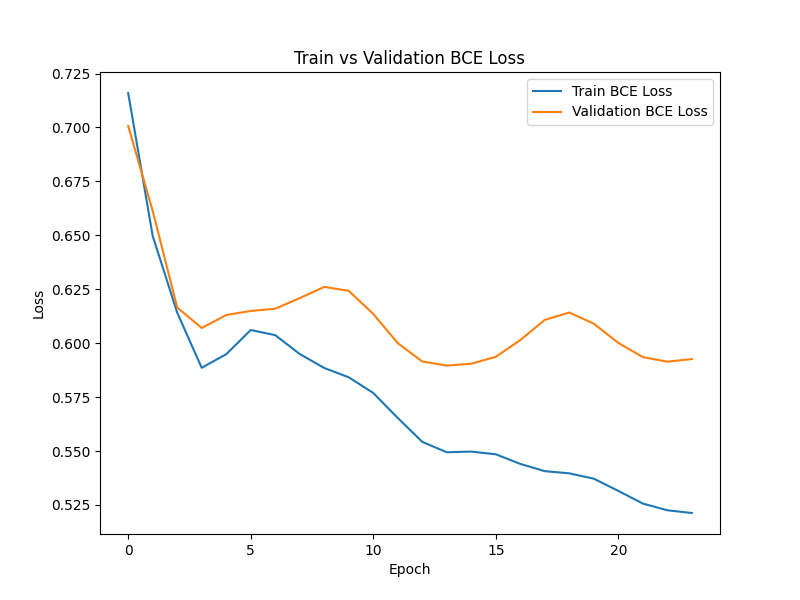 Train vs Validation BCE Loss
Train BCE Loss
Validation BCE Loss
0.725
0.700
0.675
0.650
0.625
0.600
0.575
0.550
0.525
Loss
0 5 10 15 20
Epoch